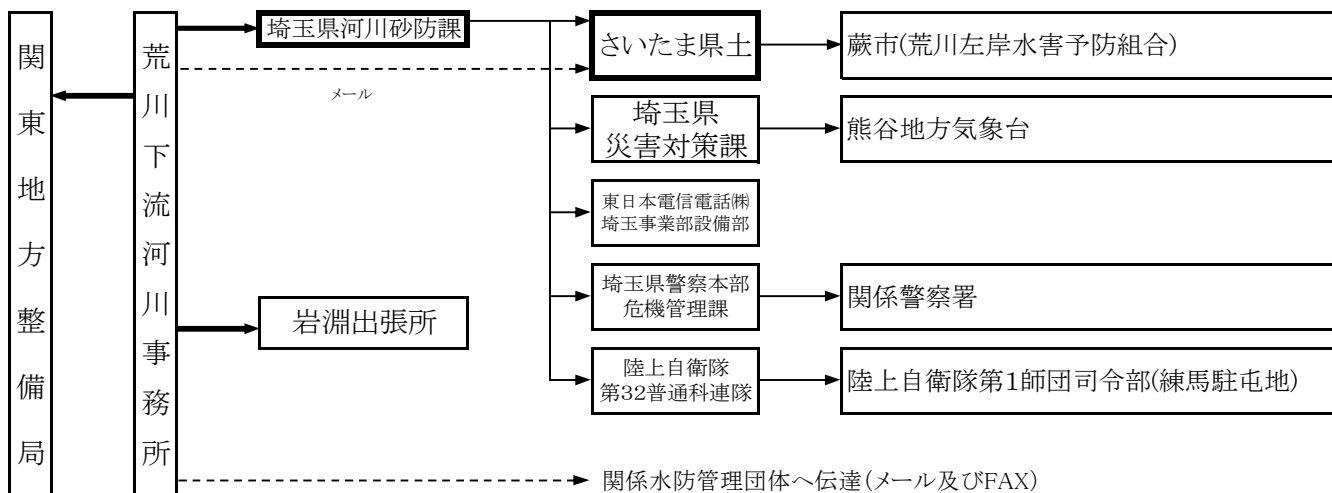 関東地方整備局
荒川下流河川事務所
埼玉県河川砂防課
メール
岩淵出張所
さいたま県土
埼玉県
災害対策課
東日本電信電話㈱
埼玉事業部設備部
埼玉県警察本部
危機管理課
陸上自衛隊
第32普通科連隊
蕨市(荒川左岸水害予防組合)
熊谷地方気象台
関係警察署
陸上自衛隊第1師団司令部(練馬駐屯地)
関係水防管理団体へ伝達(メール及びFAX)